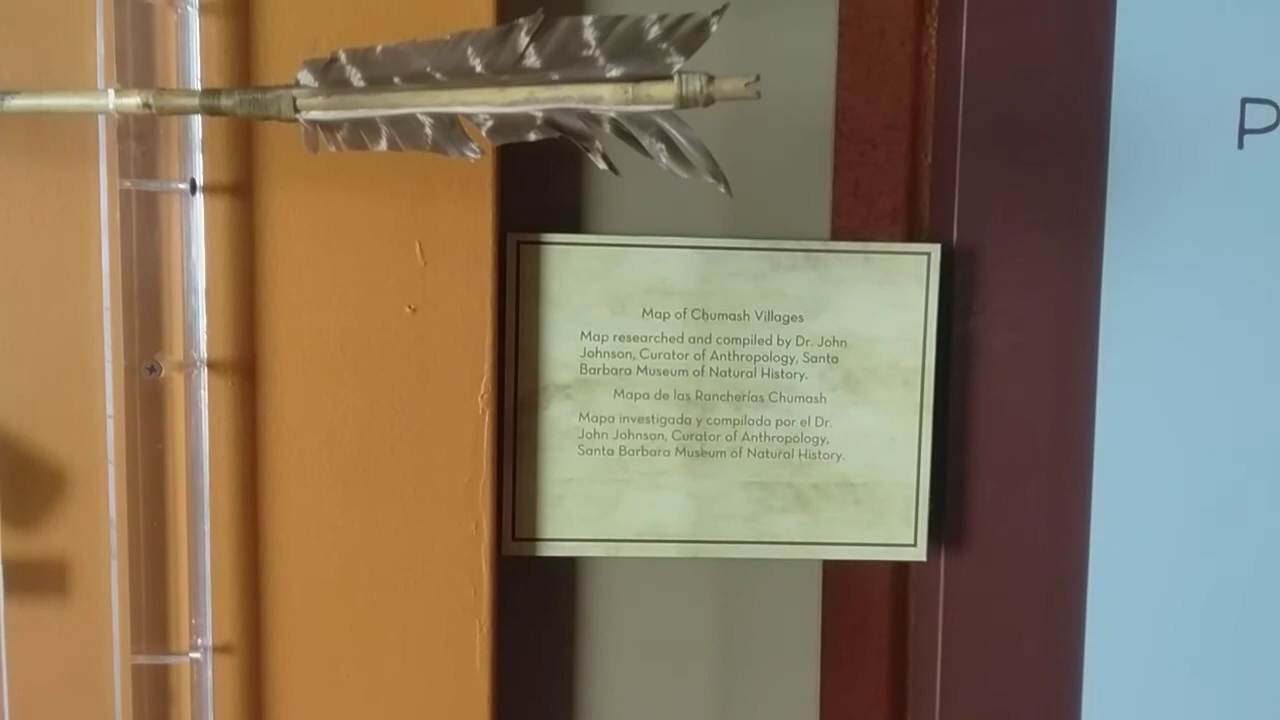 Map of Chumash Villages
Map researched and compiled by Dr. John
Johnson, Curator of Anthropology, Santa
Barbara Museum of Natural History.
Mapa de las Rancherías Chumash
Mapa investigada y compilada por el Dr.
John Johnson, Curator of Anthropology,
Santa Barbara Museum of Natural History.
P